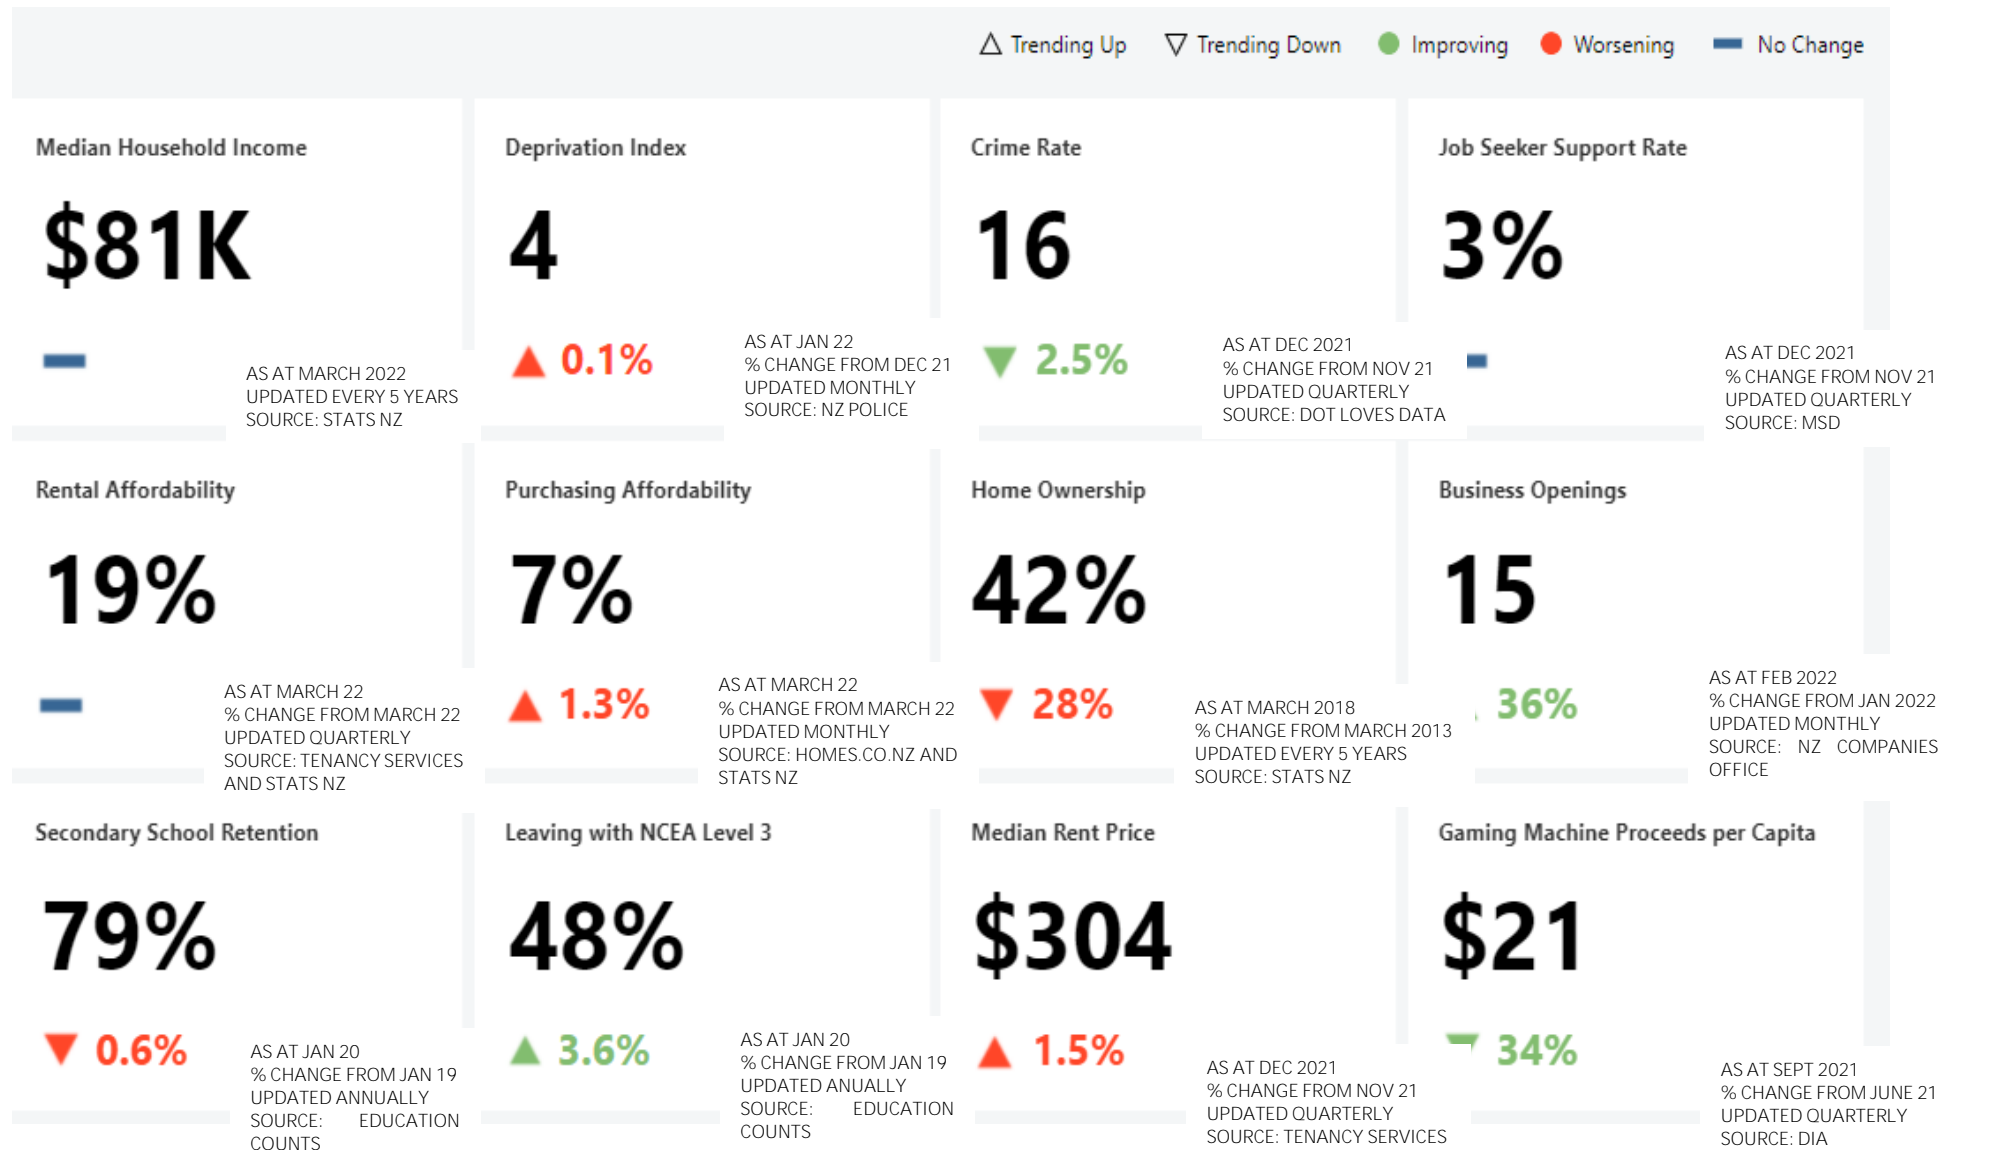 Trending Up Trending Down Improving Worsening No Change
Median Household Income
$81K
AS AT MARCH 2022
UPDATED EVERY 5 YEARS
SOURCE: STATS NZ
Deprivation Index
4
0.1%
AS AT JAN 22
% CHANGE FROM DEC 21
UPDATED MONTHLY
SOURCE: NZ POLICE
Crime Rate
16
2.5%
AS AT DEC 2021
% CHANGE FROM NOV 21
UPDATED QUARTERLY
SOURCE: DOT LOVES DATA
Job Seeker Support Rate
3%
AS AT DEC 2021
% CHANGE FROM NOV 21
UPDATED QUARTERLY
SOURCE: MSD
Rental Affordability
19%
AS AT MARCH 22
% CHANGE FROM MARCH 22
UPDATED QUARTERLY
SOURCE: TENANCY SERVICES
AND STATS NZ
Purchasing Affordability
7%
1.3%
AS AT MARCH 22
% CHANGE FROM MARCH 22
UPDATED MONTHLY
SOURCE: HOMES.CO.NZ AND
STATS NZ
Home Ownership
42%
28%
AS AT MARCH 2018
% CHANGE FROM MARCH 2013
UPDATED EVERY 5 YEARS
SOURCE: STATS NZ
Business Openings
15
36%
AS AT FEB 2022
% CHANGE FROM JAN 2022
UPDATED MONTHLY
SOURCE: NZ COMPANIES
OFFICE
Secondary School Retention
79%
0.6%
AS AT JAN 20
% CHANGE FROM JAN 19
UPDATED ANNUALLY
SOURCE: EDUCATION
COUNTS
Leaving with NCEA Level 3
48%
3.6%
AS AT JAN 20
% CHANGE FROM JAN 19
UPDATED ANUALLY
SOURCE: EDUCATION
COUNTS
Median Rent Price
$304
1.5%
AS AT DEC 2021
% CHANGE FROM NOV 21
UPDATED QUARTERLY
SOURCE: TENANCY SERVICES
Gaming Machine Proceeds per Capita
$21
34%
AS AT SEPT 2021
% CHANGE FROM JUNE 21
UPDATED QUARTERLY
SOURCE: DIA